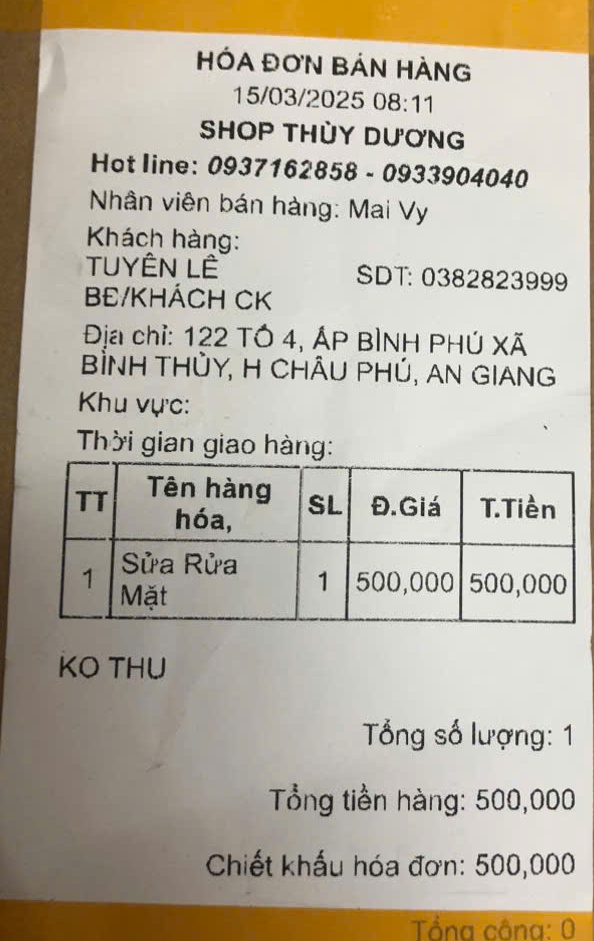 HÓA ĐƠN BÁN HÀNG
15/03/2025 08:11
SHOP THÙY DƯƠNG
Hot line: 0937162858 - 0933904040
Nhân viên bán hàng: Mai Vy
Khách hàng:
TUYÊN LÊ
BĐ/KHÁCH CK
SDT: 0382823999
Địa chỉ: 122 TỔ 4, ẤP BÌNH PHÚ XÃ
BÌNH THỦY, H CHÂU PHÚ, AN GIANG
Khu vực:
Thời gian giao hàng:
TT Tên hàng hóa, SL Đ.Giá T.Tiền
1 Sửa Rửa Mặt 1 500,000 500,000
KO THU
Tổng số lượng: 1
Tổng tiền hàng: 500,000
Chiết khấu hóa đơn: 500,000
Tổng cộng: 0